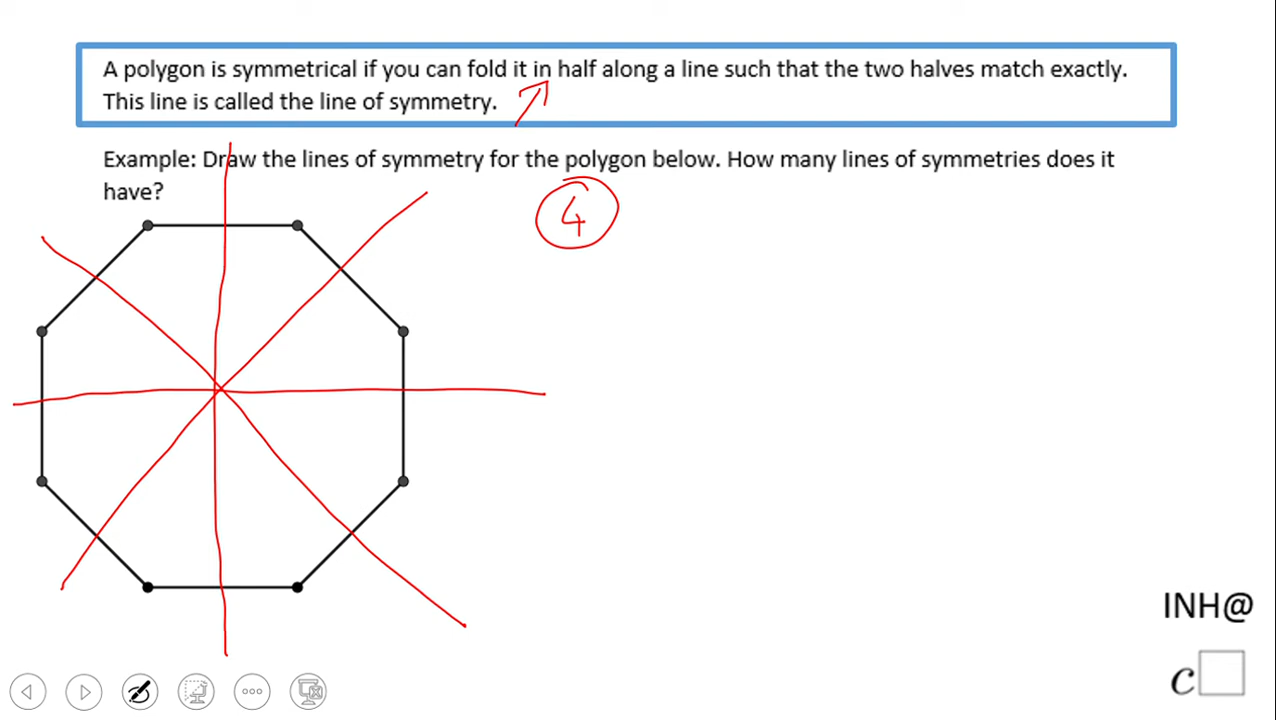 A polygon is symmetrical if you can fold it in half along a line such that the two halves match exactly.
This line is called the line of symmetry.
Example: Draw the lines of symmetry for the polygon below. How many lines of symmetries does it
have?
4
INH@
c